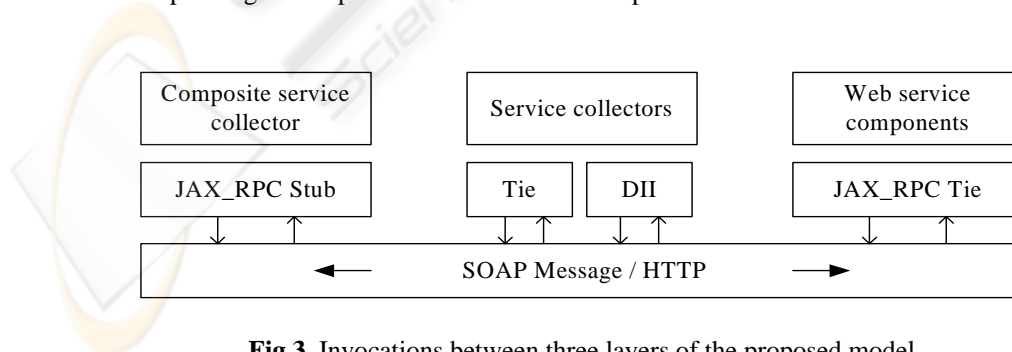 Composite service
collector
Service collectors
Web service
components
JAX_RPC Stub
Tie
DII
JAX_RPC Tie
SOAP Message / HTTP
Fig 3. Invocations between three layers of the proposed model